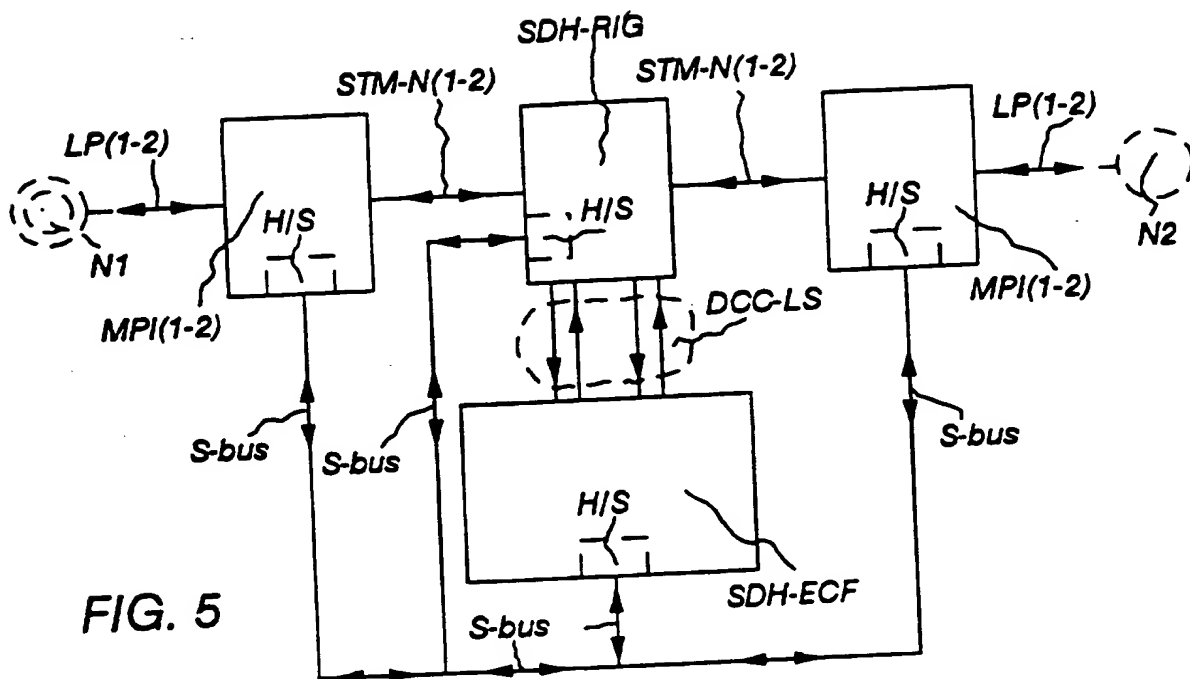 SDH-RIG
STM-N(1-2)
STM-N(1-2)
LP(1-2)
LP(1-2)
H/S
H/S
H/S
N1
N2
MPI(1-2)
MPI(1-2)
DCC-LS
S-bus
S-bus
S-bus
H/S
SDH-ECF
FIG. 5
S-bus